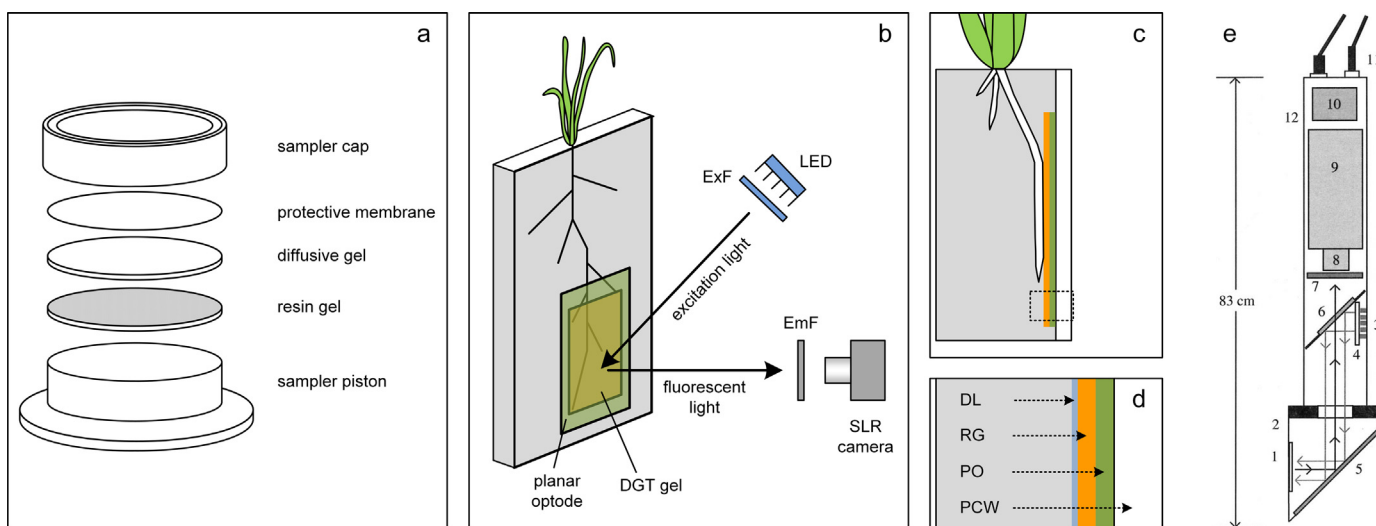 a
sampler cap
protective membrane
diffusive gel
resin gel
sampler piston
b
LED
ExF
excitation light
EmF
fluorescent
light
SLR
camera
planar
optode
DGT gel
c
d
DL
RG
PO
PCW
e
11
10
12
9
8
7
83 cm
6
3
4
2
1
5